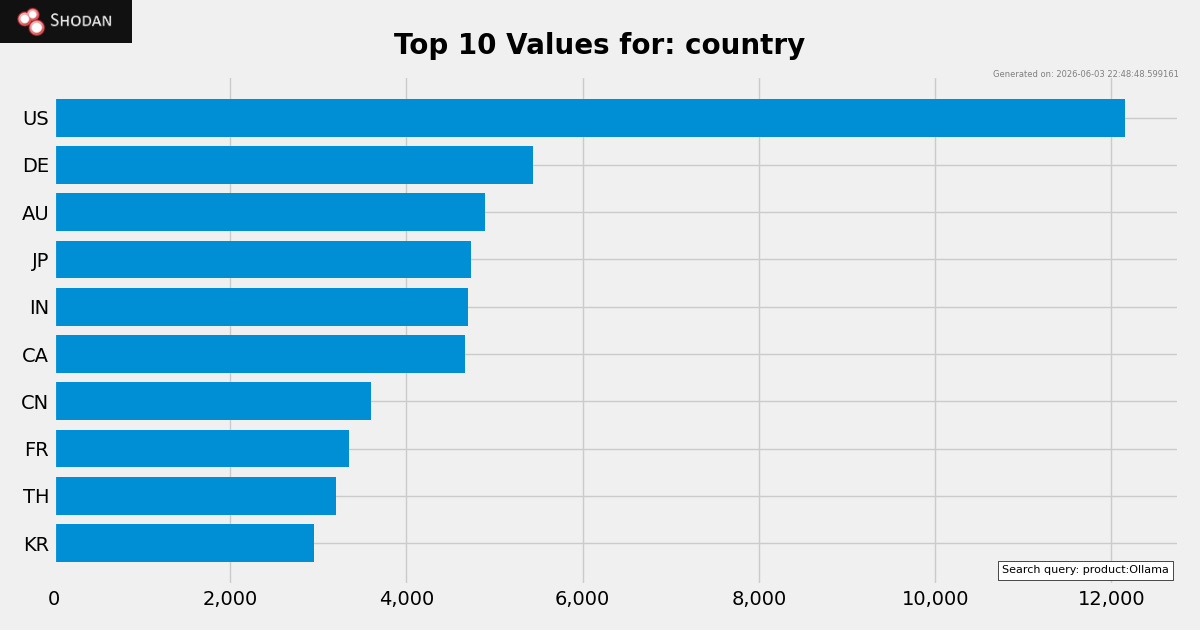 SHODAN
Top 10 Values for: country
Generated on: 2026-06-03 22:48:48.599161
US
DE
AU
JP
IN
CA
CN
FR
TH
KR
Search query: product:Ollama
0 2,000 4,000 6,000 8,000 10,000 12,000